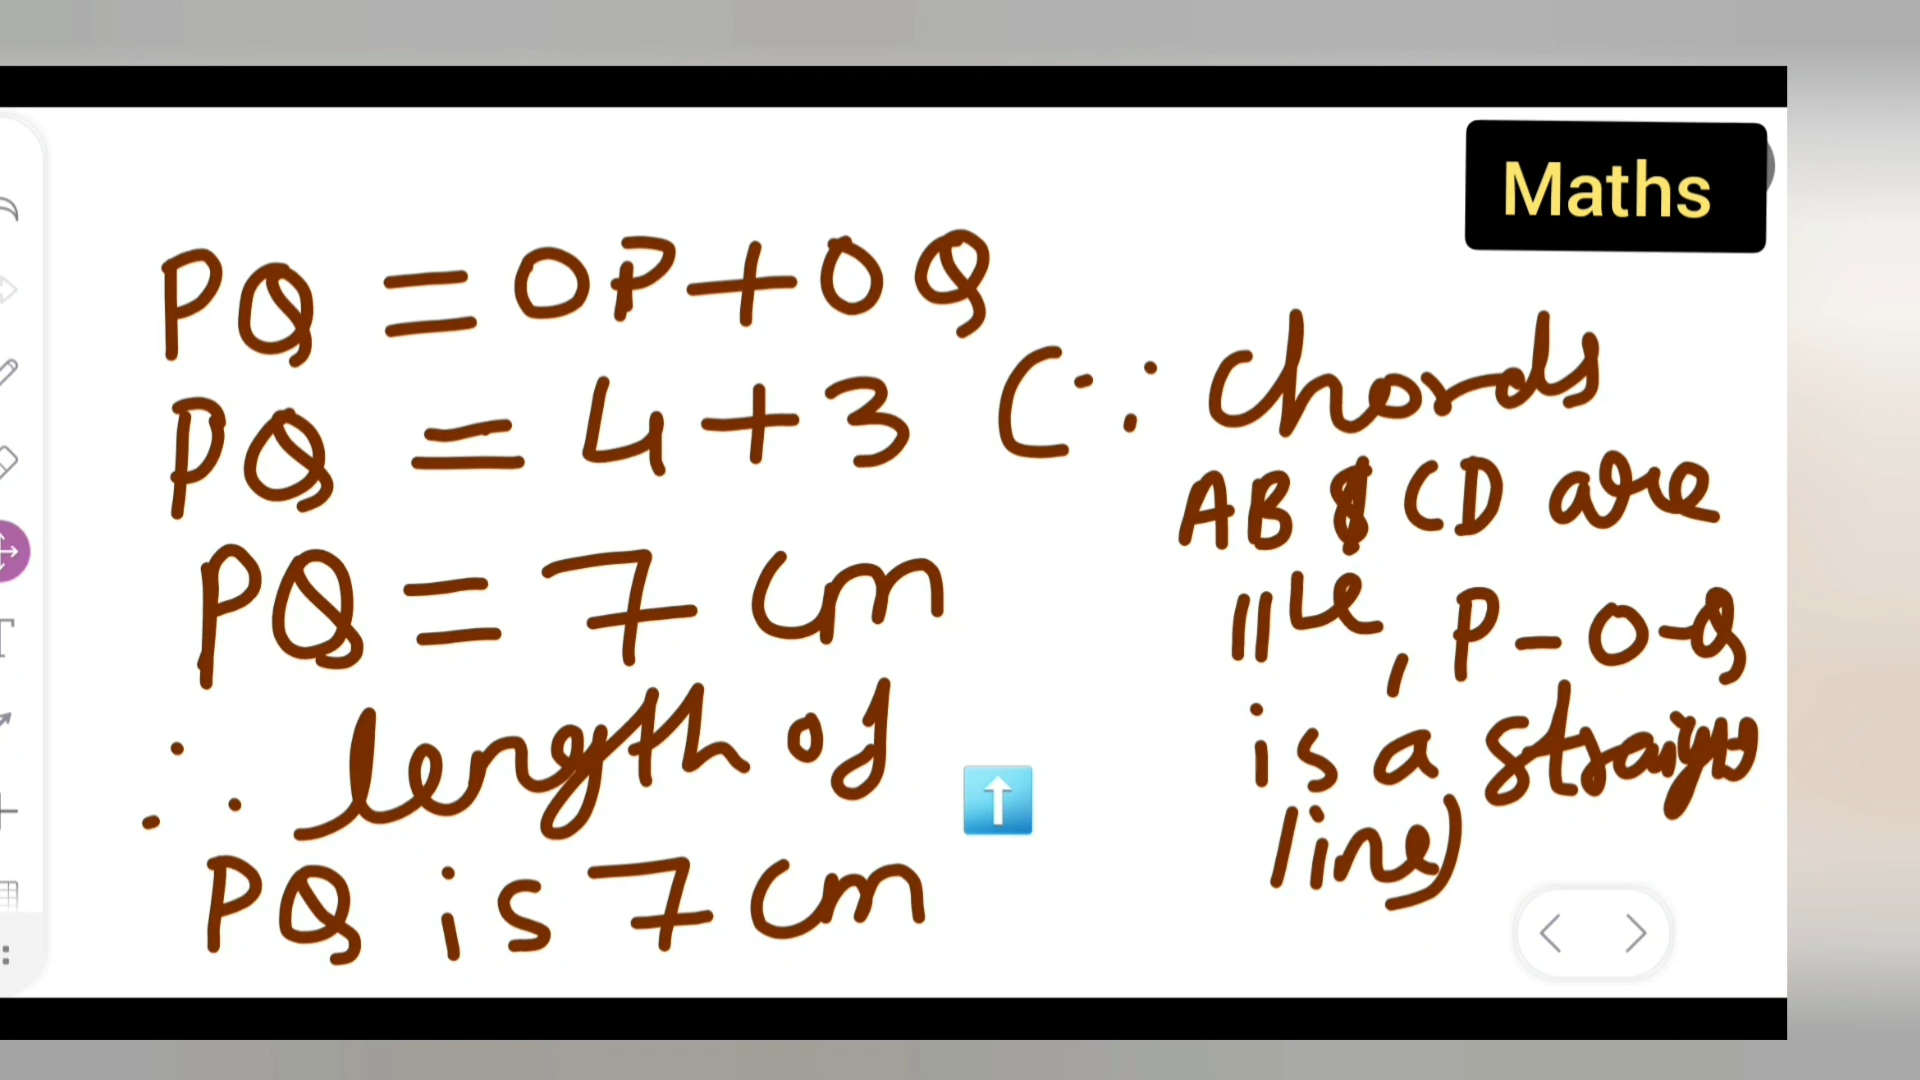 Maths
PQ = OP + OQ
PQ = 4 + 3
PQ = 7 cm
∴ length of
PQ is 7 cm
(∵ chords
AB & CD are
||le, P-O-Q
is a straight
line)